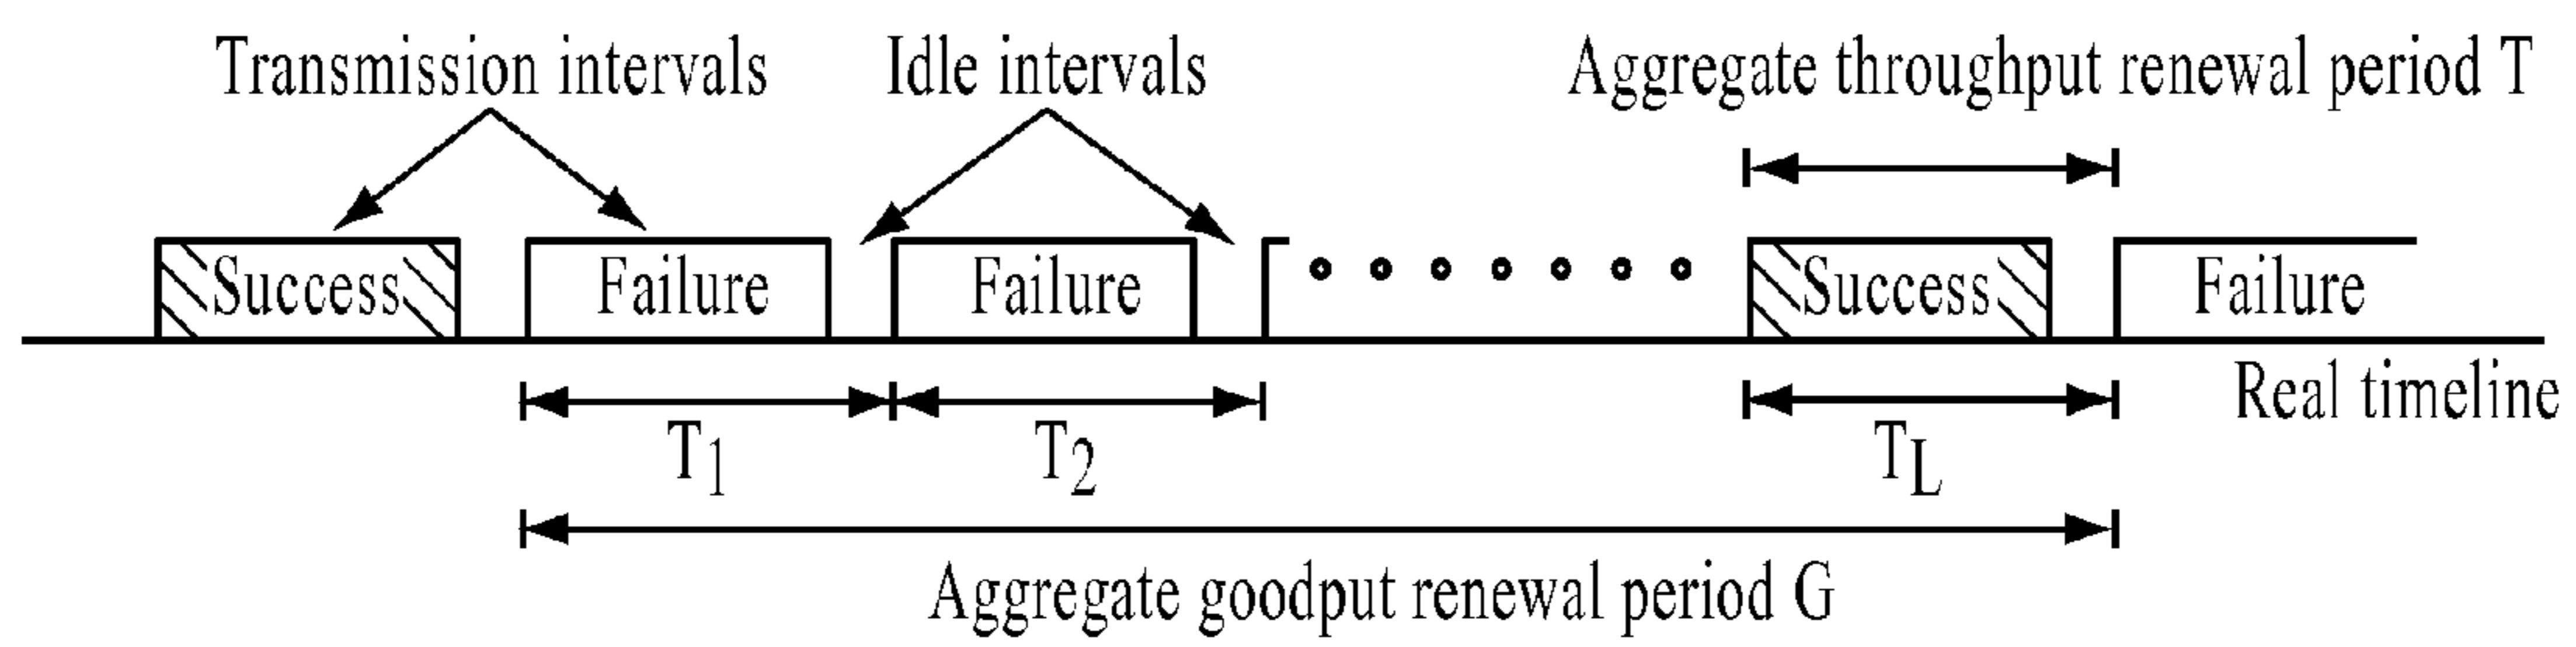 Transmission intervals
Idle intervals
Aggregate throughput renewal period T
Success
Failure
Failure
Success
Failure
Real timeline
T1
T2
TL
Aggregate goodput renewal period G